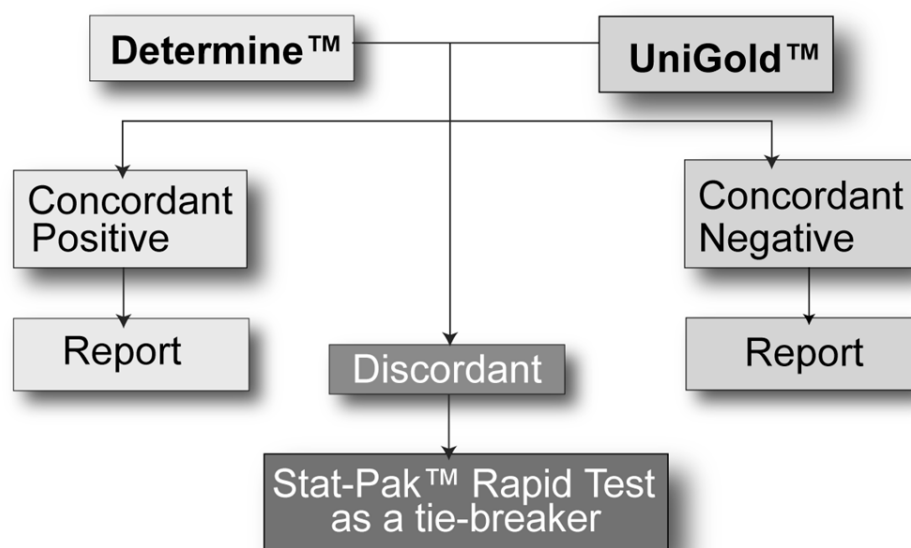 Determine™
UniGold™
Concordant
Positive
Concordant
Negative
Report
Report
Discordant
Stat-Pak™ Rapid Test
as a tie-breaker